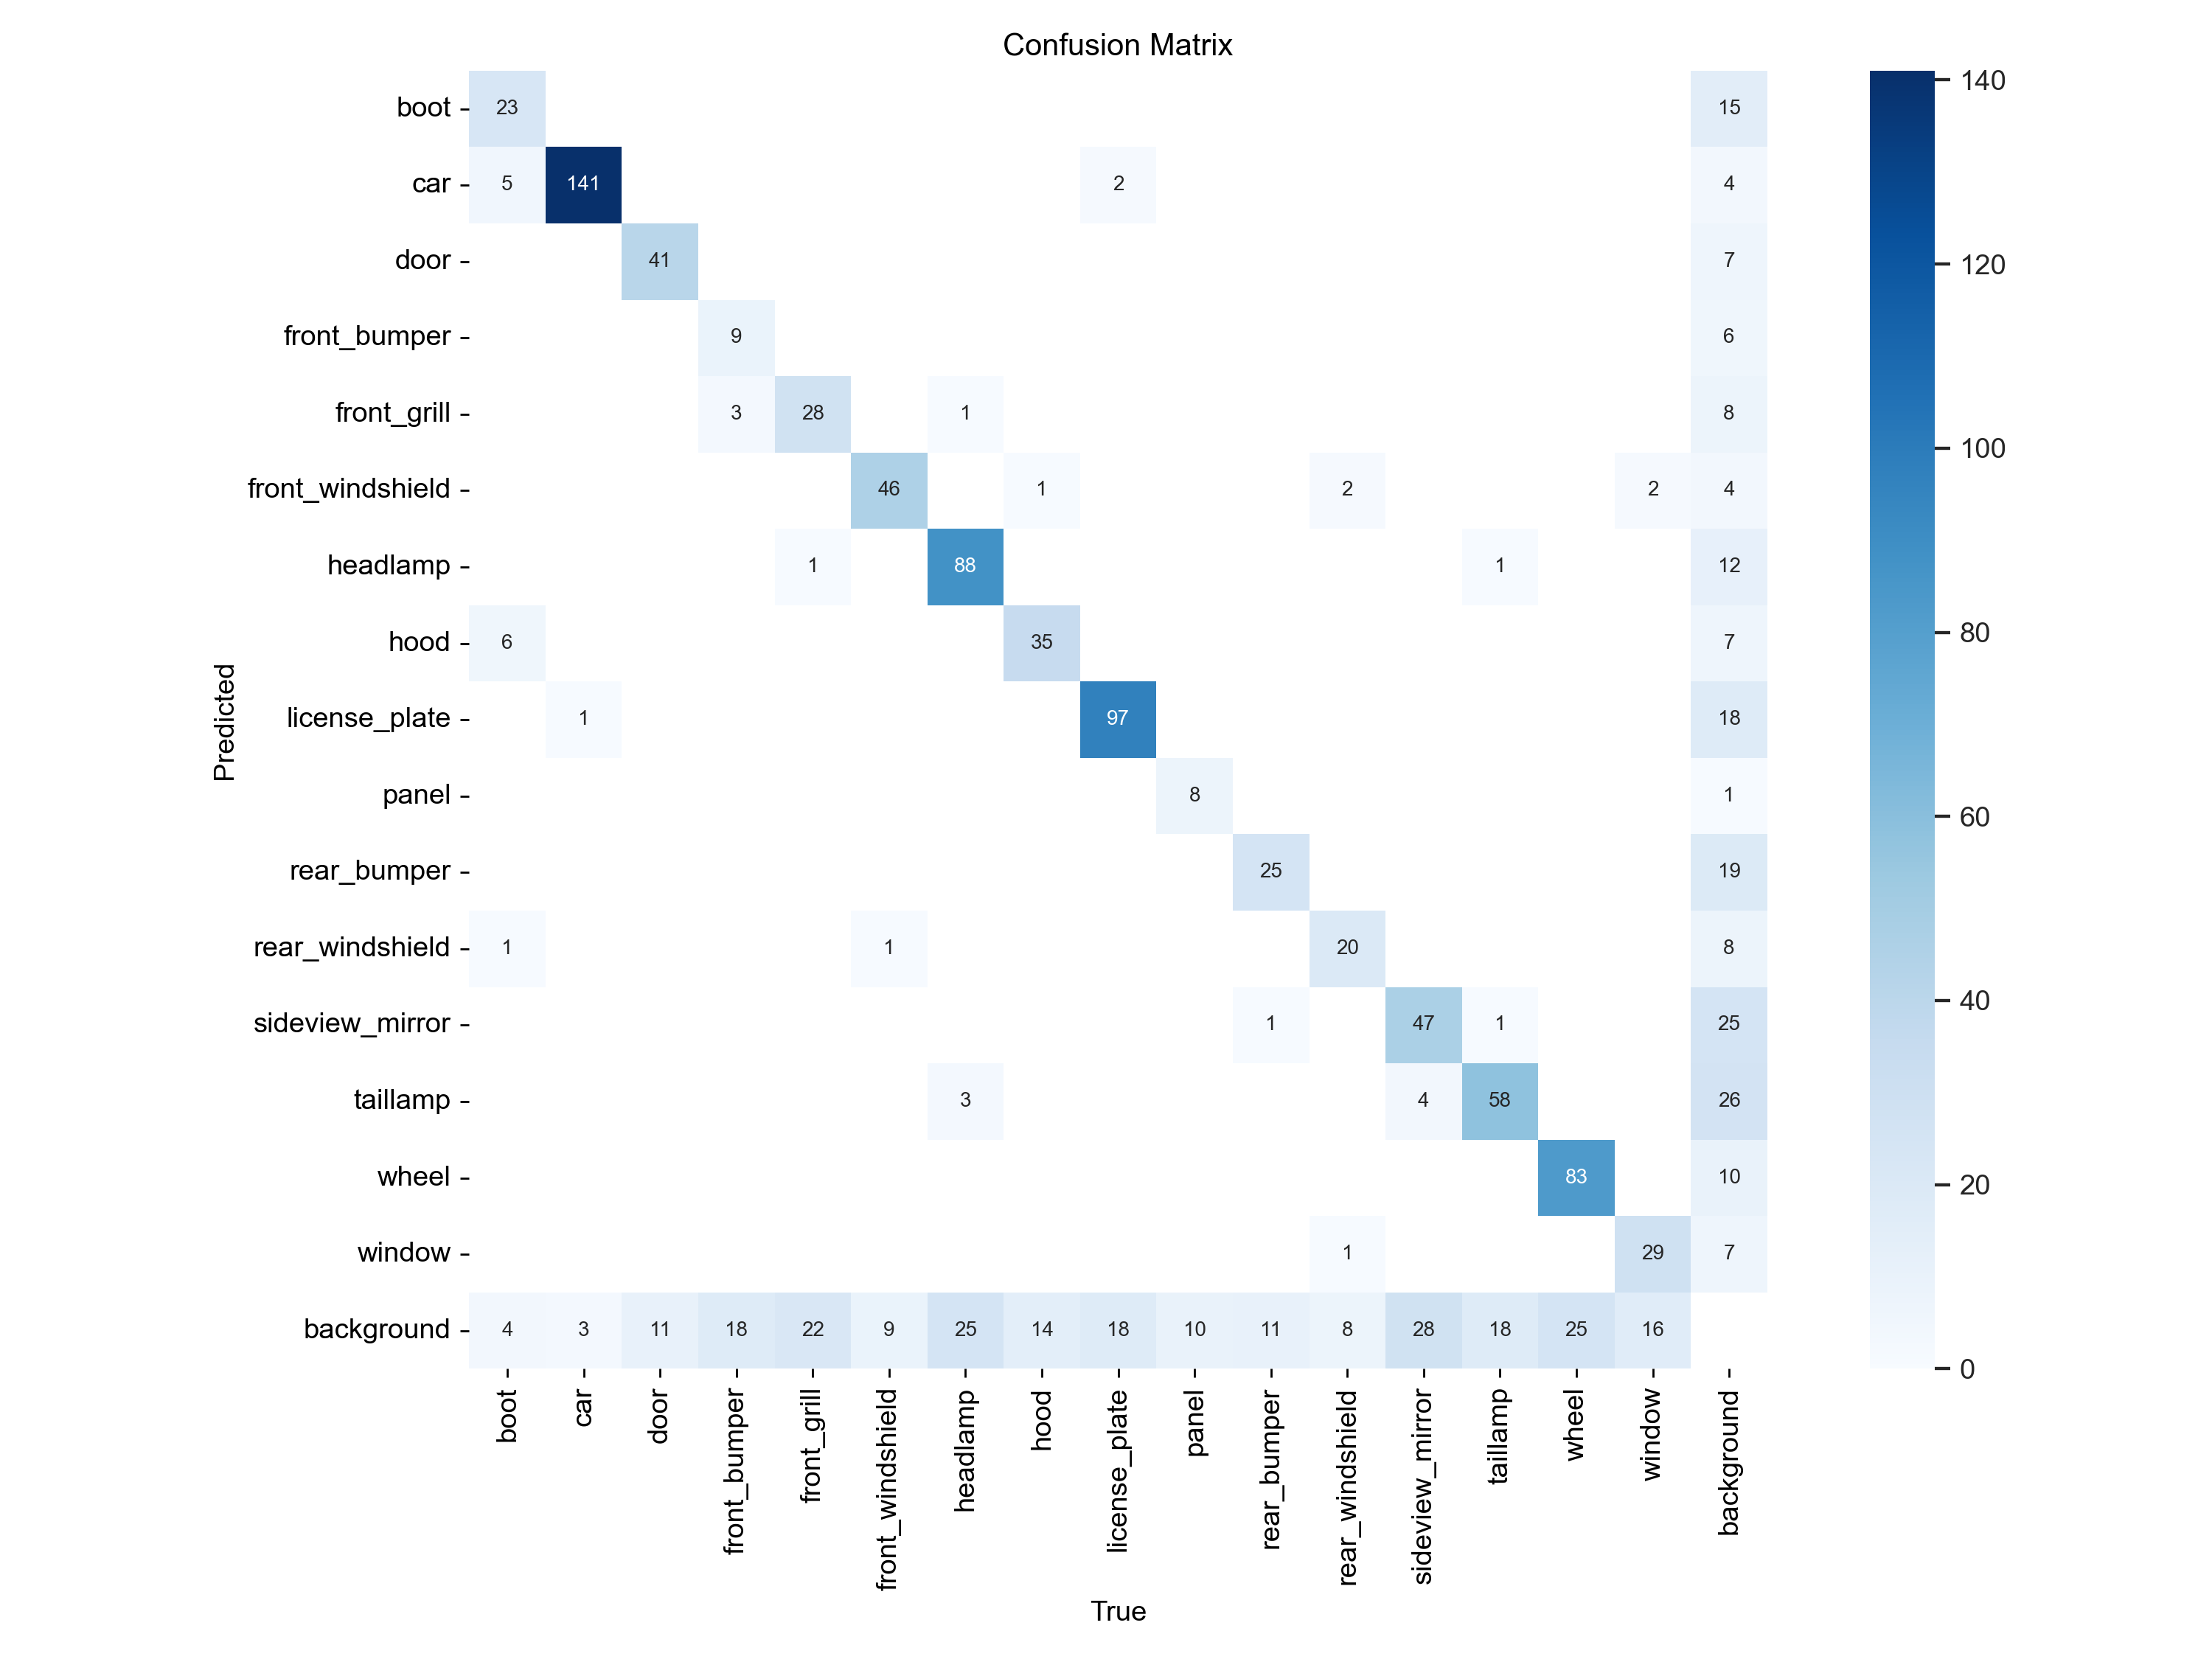 Confusion Matrix
boot 23 15
car 5 141 2 4
door 41 7
front_bumper 9 6
front_grill 3 28 1 8
front_windshield 46 1 2 2 4
headlamp 1 88 1 12
hood 6 35 7
license_plate 1 97 18
panel 8 1
rear_bumper 25 19
rear_windshield 1 1 20 8
sideview_mirror 1 47 1 25
taillamp 3 4 58 26
wheel 83 10
window 1 29 7
background 4 3 11 18 22 9 25 14 18 10 11 8 28 18 25 16
Predicted
boot
car
door
front_bumper
front_grill
front_windshield
headlamp
hood
license_plate
panel
rear_bumper
rear_windshield
sideview_mirror
taillamp
wheel
window
background
True
140
120
100
80
60
40
20
0